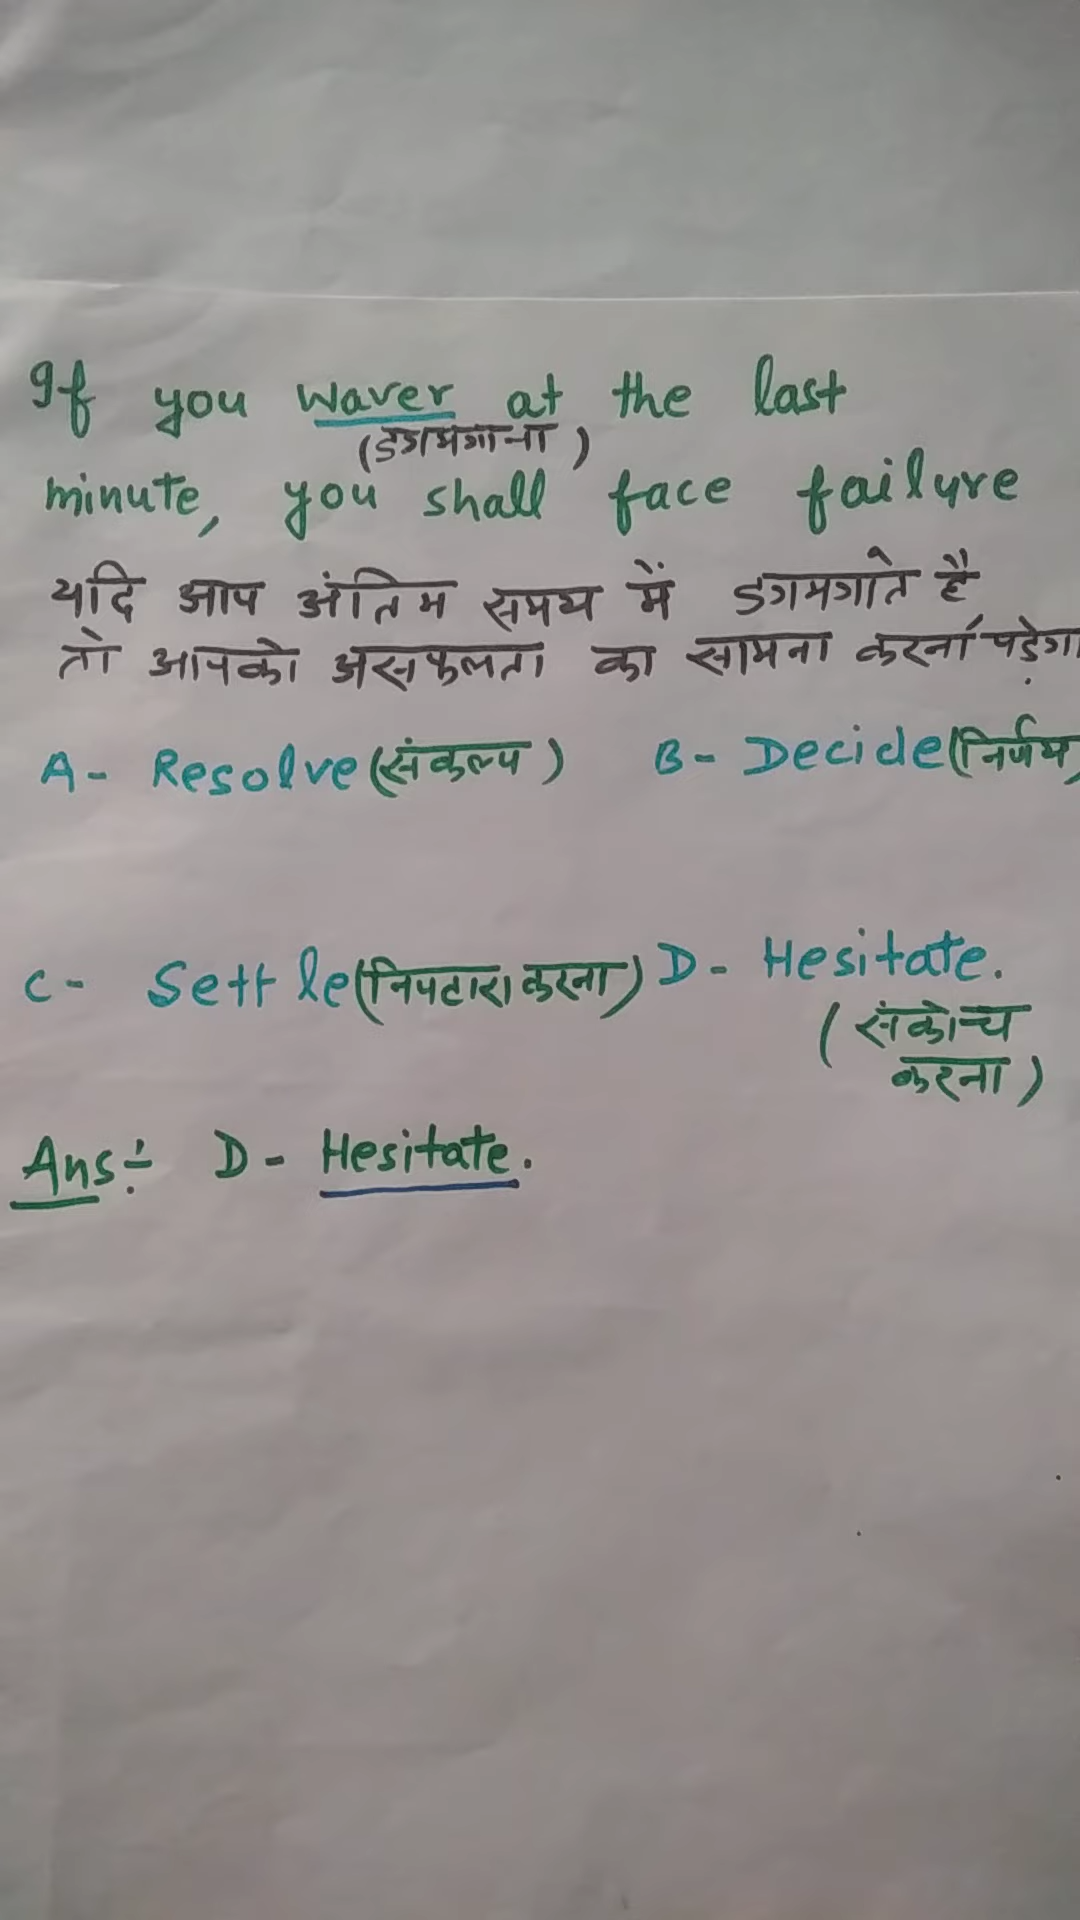 If you waver at the last
(डगमगाना)
minute, you shall face failure
यदि आप अंतिम समय में डगमगाते हैं,
तो आपको असफलता का सामना करना पड़ेगा
A- Resolve (संकल्प) B- Decide (निर्णय)
C- Settle (निपटारा करना) D- Hesitate.
(संकोच
करना)
Ans:- D- Hesitate.